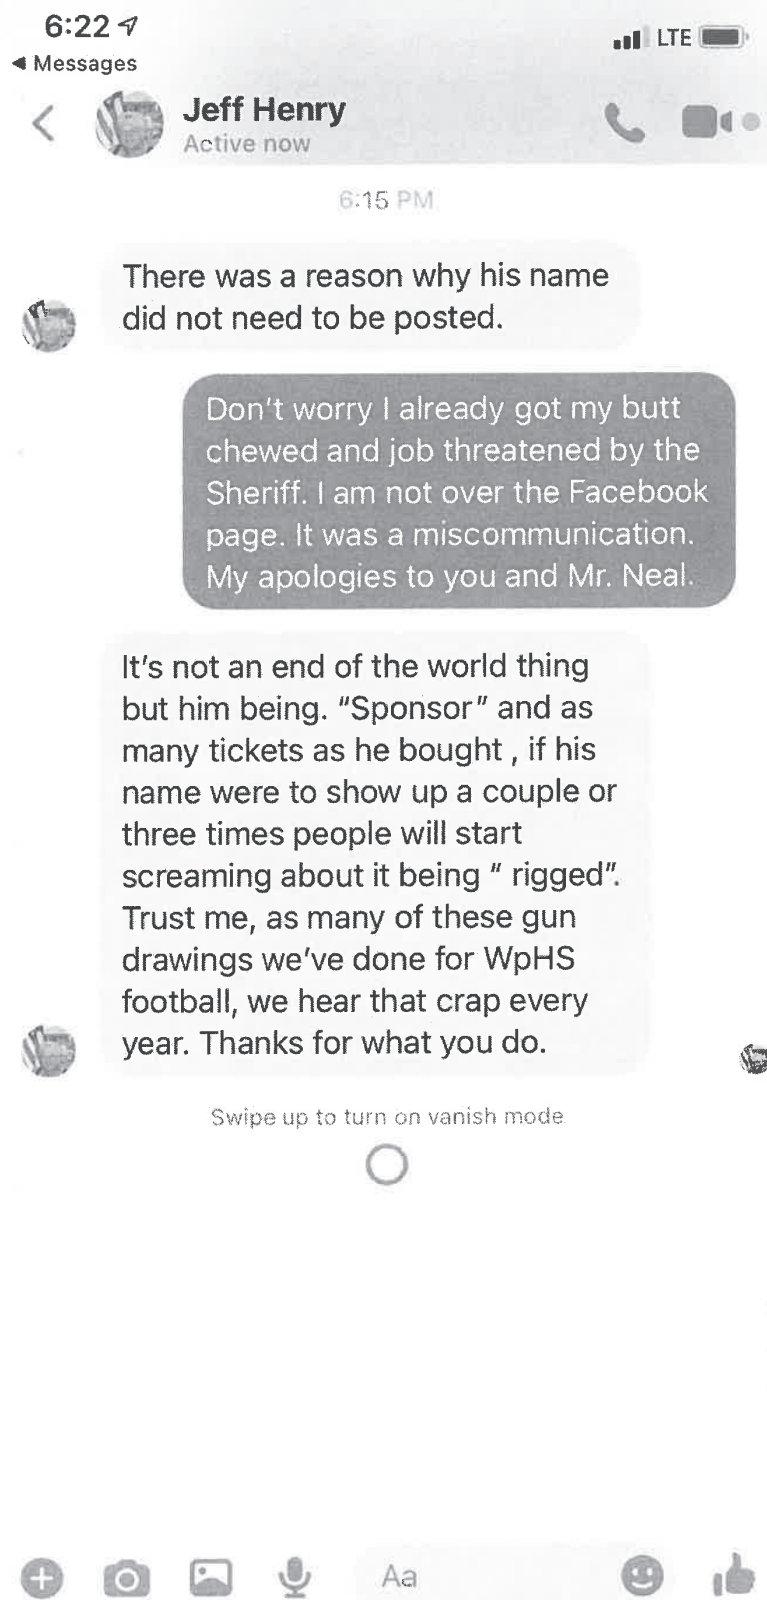 6:22
LTE
Messages
Jeff Henry
Active now
6:15 PM
There was a reason why his name
did not need to be posted.
Don't worry I already got my butt
chewed and job threatened by the
Sheriff. I am not over the Facebook
page. It was a miscommunication.
My apologies to you and Mr. Neal.
It's not an end of the world thing
but him being. "Sponsor" and as
many tickets as he bought , if his
name were to show up a couple or
three times people will start
screaming about it being " rigged".
Trust me, as many of these gun
drawings we've done for WpHS
football, we hear that crap every
year. Thanks for what you do.
Swipe up to turn on vanish mode
Aa